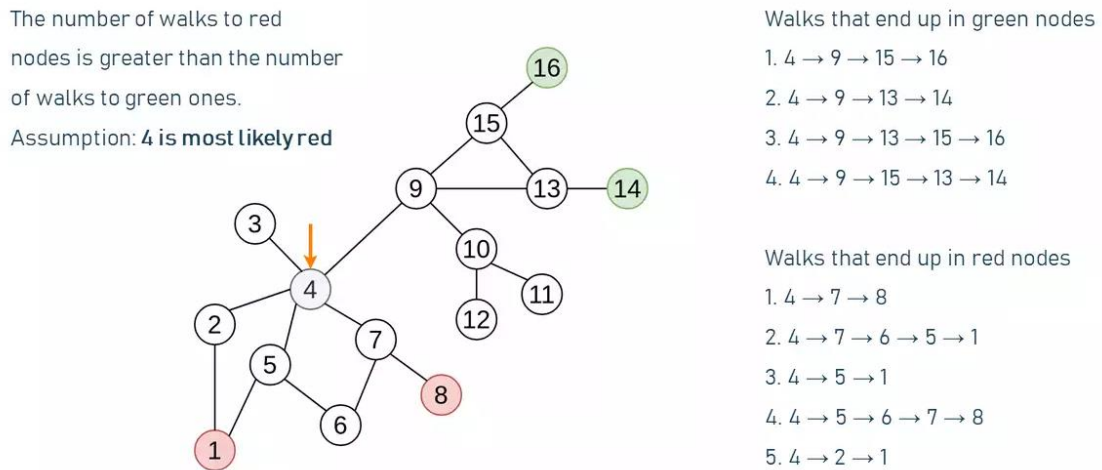 The number of walks to red
nodes is greater than the number
of walks to green ones.
Assumption: 4 is most likely red
16
15
9
13
14
3
10
4
11
12
2
7
5
8
6
1
Walks that end up in green nodes
1. 4 → 9 → 15 → 16
2. 4 → 9 → 13 → 14
3. 4 → 9 → 13 → 15 → 16
4. 4 → 9 → 15 → 13 → 14
Walks that end up in red nodes
1. 4 → 7 → 8
2. 4 → 7 → 6 → 5 → 1
3. 4 → 5 → 1
4. 4 → 5 → 6 → 7 → 8
5. 4 → 2 → 1